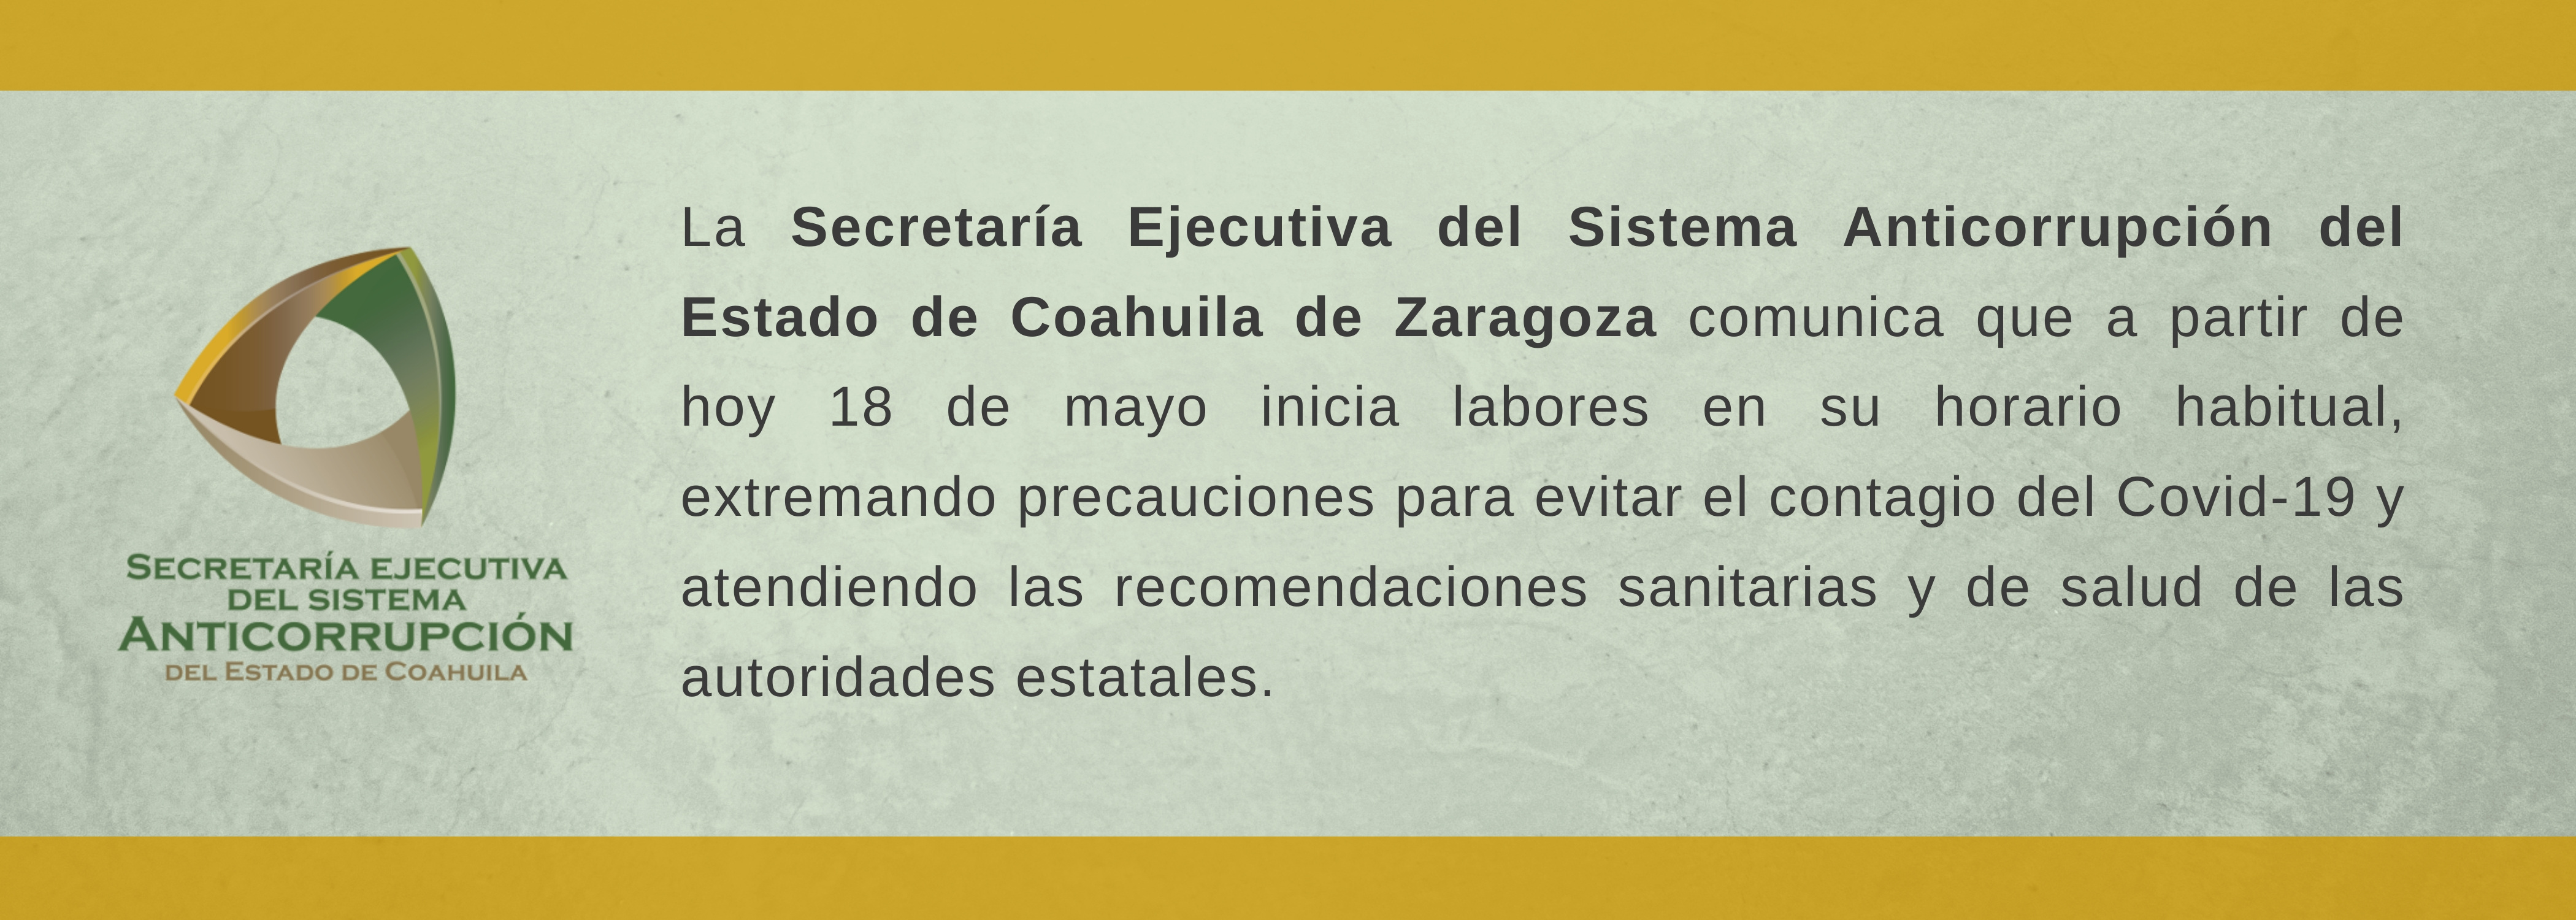 La Secretaría Ejecutiva del Sistema Anticorrupción del
Estado de Coahuila de Zaragoza comunica que a partir de
hoy 18 de mayo inicia labores en su horario habitual,
extremando precauciones para evitar el contagio del Covid-19 y
atendiendo las recomendaciones sanitarias y de salud de las
autoridades estatales.
SECRETARÍA EJECUTIVA
DEL SISTEMA
ANTICORRUPCIÓN
DEL ESTADO DE COAHUILA